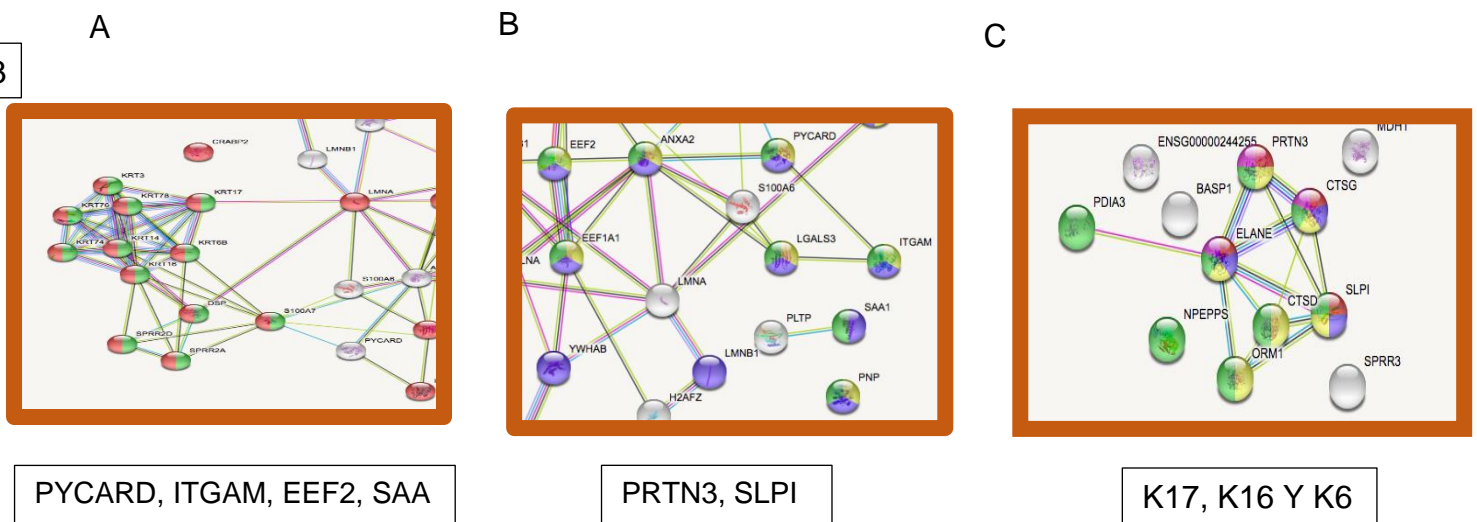 A
B
C
3
CRABP2
LMNB1
KRT3
KRT78
KRT17
LMNA
KRT76
KRT74
KRT14
KRT6B
KRT16
S100A8
DSP
S100A7
SPRR2D
SPRR2A
PYCARD
EEF2
ANXA2
PYCARD
S100A6
EEF1A1
LGALS3
ITGAM
LNA
LMNA
PLTP
SAA1
YWHAB
LMNB1
PNP
H2AFZ
ENSG00000244255
PRTN3
MDH1
BASP1
CTSG
PDIA3
ELANE
CTSD
SLPI
NPEPPS
ORM1
SPRR3
PYCARD, ITGAM, EEF2, SAA
PRTN3, SLPI
K17, K16 Y K6